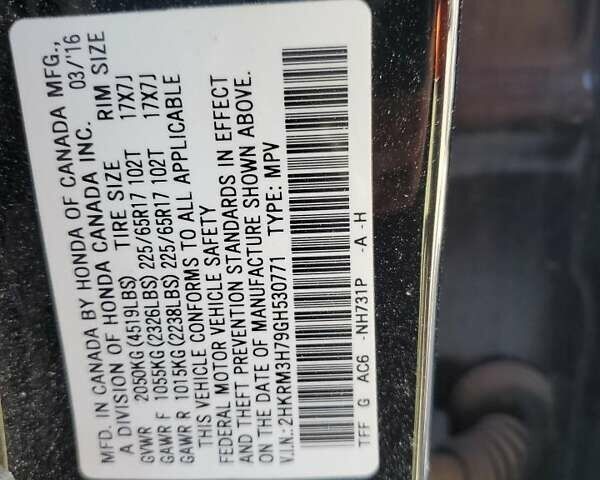 MFD. IN CANADA BY HONDA OF CANADA MFG.,
A DIVISION OF HONDA CANADA INC. 03/'16
TIRE SIZE RIM SIZE
GVWR 2050KG(4519LBS)
GAWR F 1055KG(2326LBS) 225/65R17 102T 17X7J
GAWR R 1015KG(2238LBS) 225/65R17 102T 17X7J
THIS VEHICLE CONFORMS TO ALL APPLICABLE
FEDERAL MOTOR VEHICLE SAFETY
AND THEFT PREVENTION STANDARDS IN EFFECT
ON THE DATE OF MANUFACTURE SHOWN ABOVE.
V.I.N.: 2HKRM3H79GH530771 TYPE: MPV
TFF G AC6 -NH731P -A -H